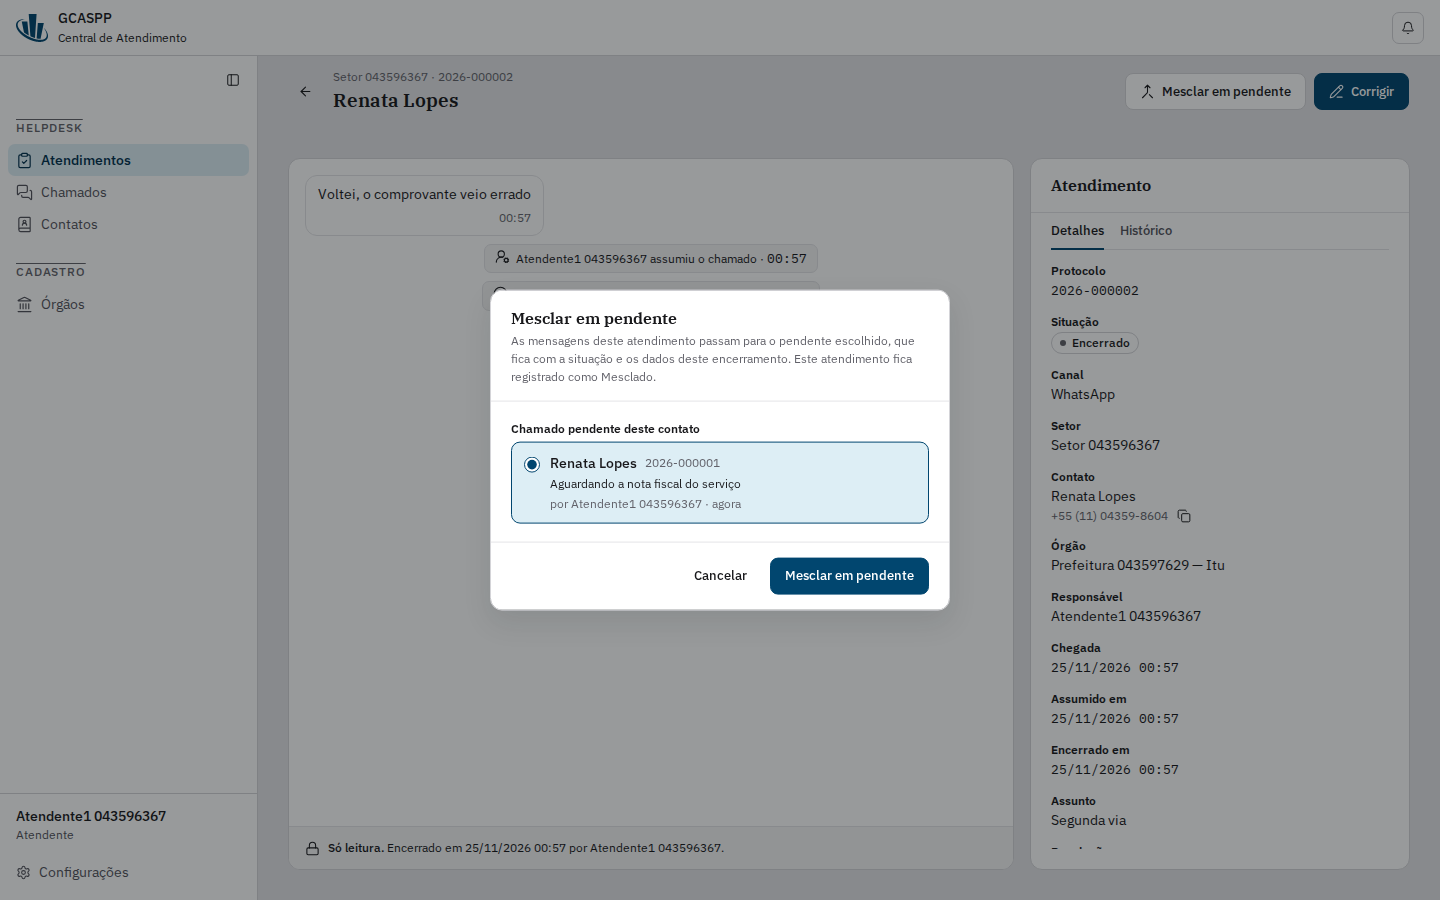 GCASPP
Central de Atendimento
HELPDESK
Atendimentos
Chamados
Contatos
CADASTRO
Órgãos
Atendente1 043596367
Atendente
Configurações
Setor 043596367 · 2026-000002
Renata Lopes
Mesclar em pendente
Corrigir
Voltei, o comprovante veio errado
00:57
Atendente1 043596367 assumiu o chamado · 00:57
Mesclar em pendente
As mensagens deste atendimento passam para o pendente escolhido, que
fica com a situação e os dados deste encerramento. Este atendimento fica
registrado como Mesclado.
Chamado pendente deste contato
Renata Lopes 2026-000001
Aguardando a nota fiscal do serviço
por Atendente1 043596367 · agora
Cancelar
Mesclar em pendente
Só leitura. Encerrado em 25/11/2026 00:57 por Atendente1 043596367.
Atendimento
Detalhes
Histórico
Protocolo
2026-000002
Situação
Encerrado
Canal
WhatsApp
Setor
Setor 043596367
Contato
Renata Lopes
+55 (11) 04359-8604
Órgão
Prefeitura 043597629 — Itu
Responsável
Atendente1 043596367
Chegada
25/11/2026 00:57
Assumido em
25/11/2026 00:57
Encerrado em
25/11/2026 00:57
Assunto
Segunda via